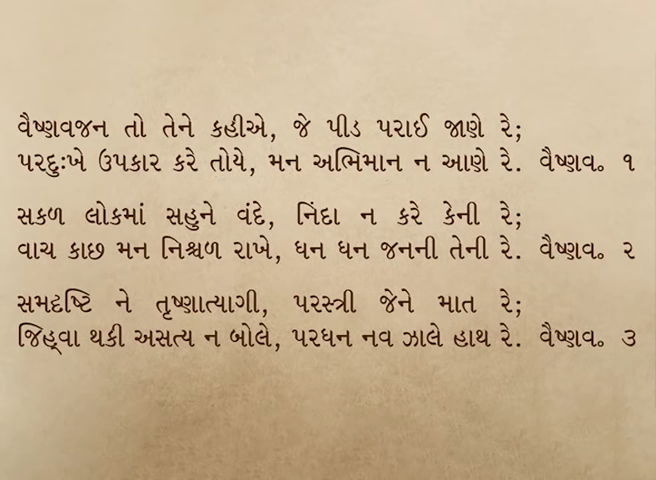 વૈષ્ણવજન તો તેને કહીએ, જે પીડ પરાઈ જાણે રે;
પરદુઃખે ઉપકાર કરે તોયે, મન અભિમાન ન આણે રે. વૈષ્ણવ૰ ૧
સકળ લોકમાં સહુને વંદે, નિંદા ન કરે કેની રે;
વાચ કાછ મન નિશ્ચળ રાખે, ધન ધન જનની તેની રે. વૈષ્ણવ૰ ૨
સમદૃષ્ટિ ને તૃષ્ણાત્યાગી, પરસ્ત્રી જેને માત રે;
જિહ્વા થકી અસત્ય ન બોલે, પરધન નવ ઝાલે હાથ રે. વૈષ્ણવ૰ ૩